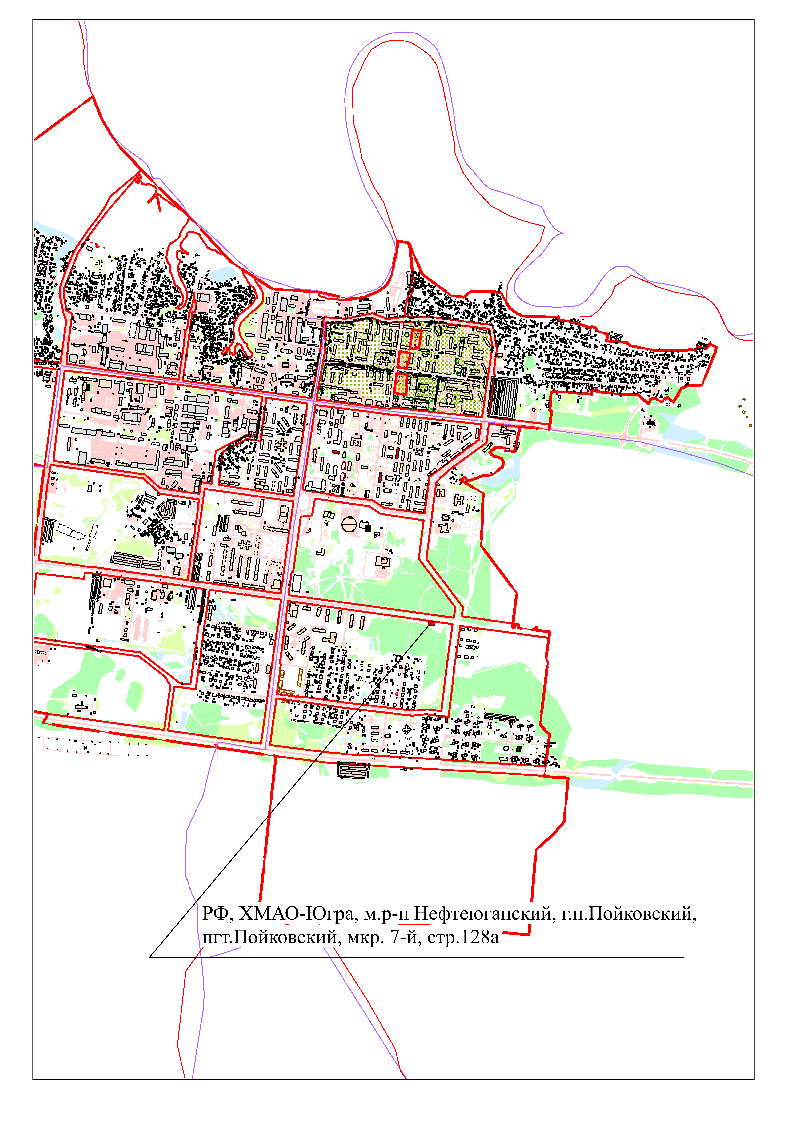 РФ, ХМАО-Югра, м.р-н Нефтеюганский, г.п.Пойковский,
пгт.Пойковский, мкр. 7-й, стр.128а